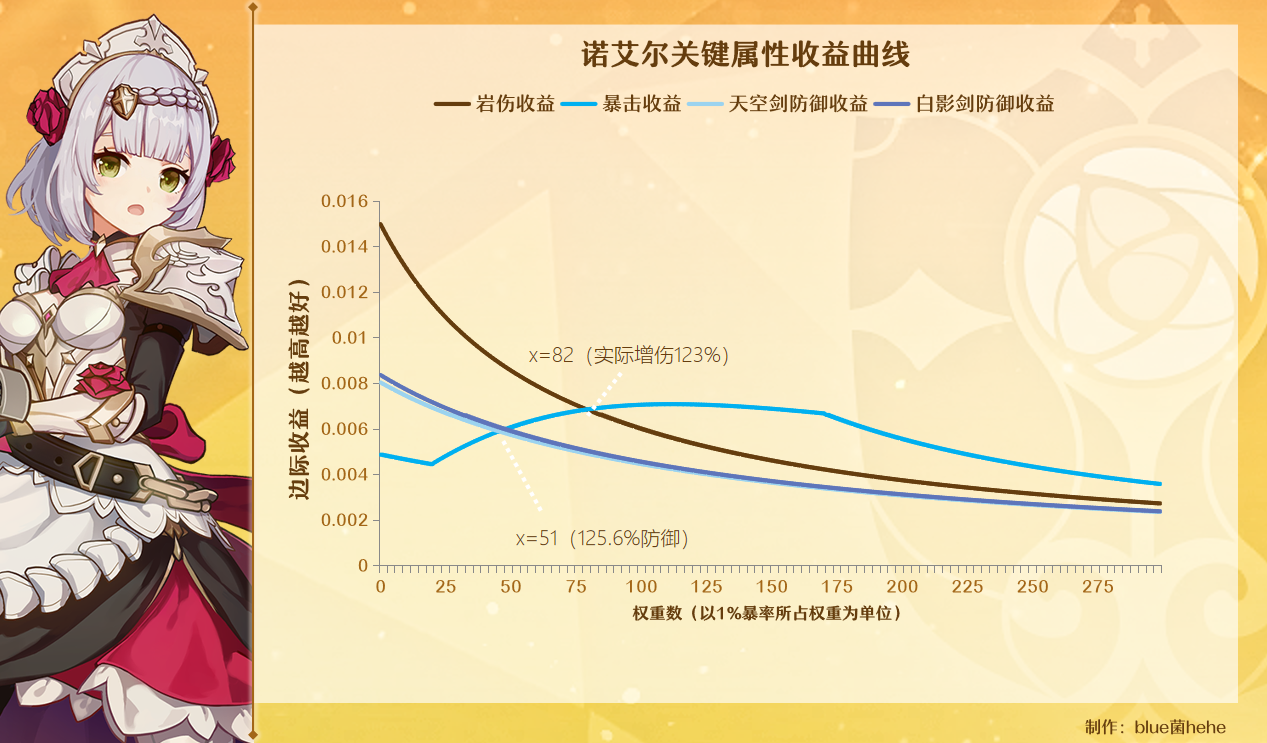 诺艾尔关键属性收益曲线
岩伤收益 暴击收益 天空剑防御收益 白影剑防御收益
边际收益（越高越好）
0.016
0.014
0.012
0.01
0.008
0.006
0.004
0.002
0
x=82（实际增伤123%）
x=51（125.6%防御）
0 25 50 75 100 125 150 175 200 225 250 275
权重数（以1%暴率所占权重为单位）
制作：blue菌hehe